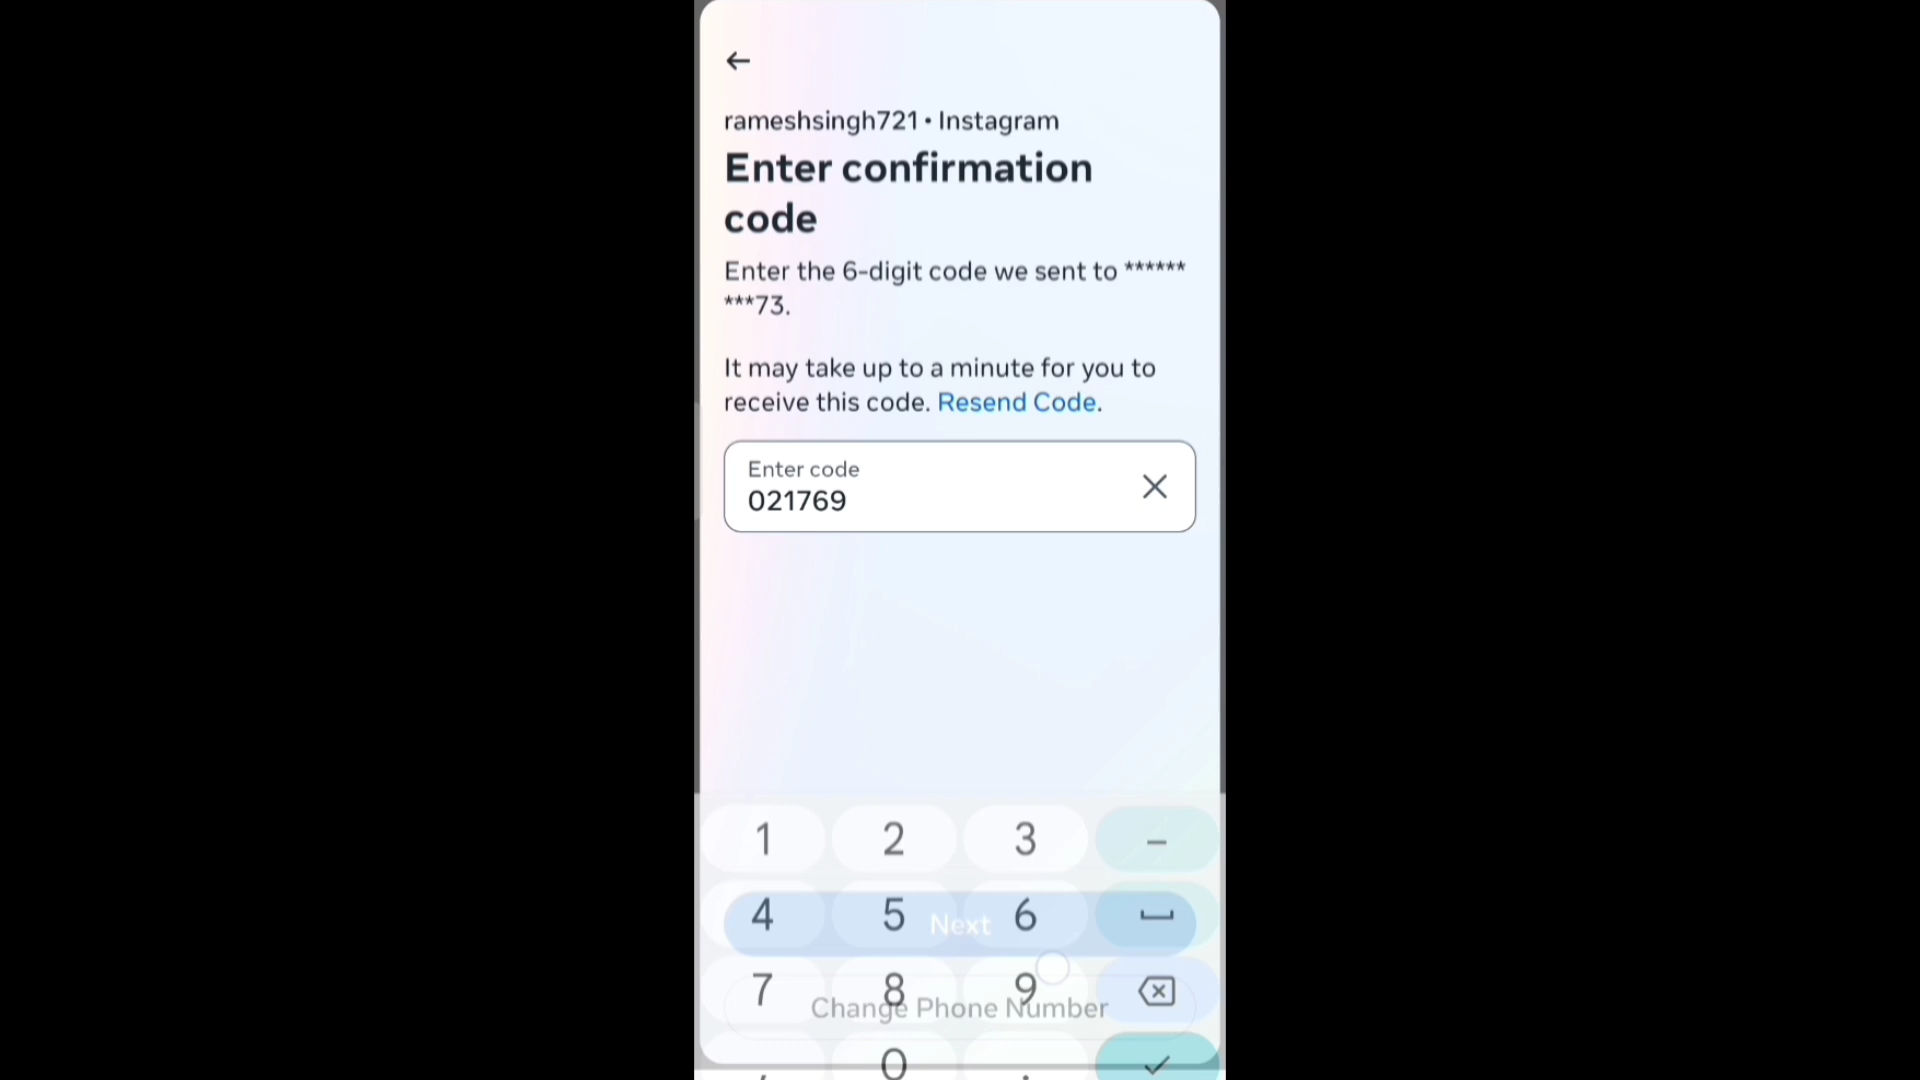 rameshsingh721 • Instagram
Enter confirmation
code
Enter the 6-digit code we sent to ******
***73.
It may take up to a minute for you to
receive this code. Resend Code.
Enter code
021769
1 2 3 –
4 5 Next 6
7 8 9
Change Phone Number
, 0 .